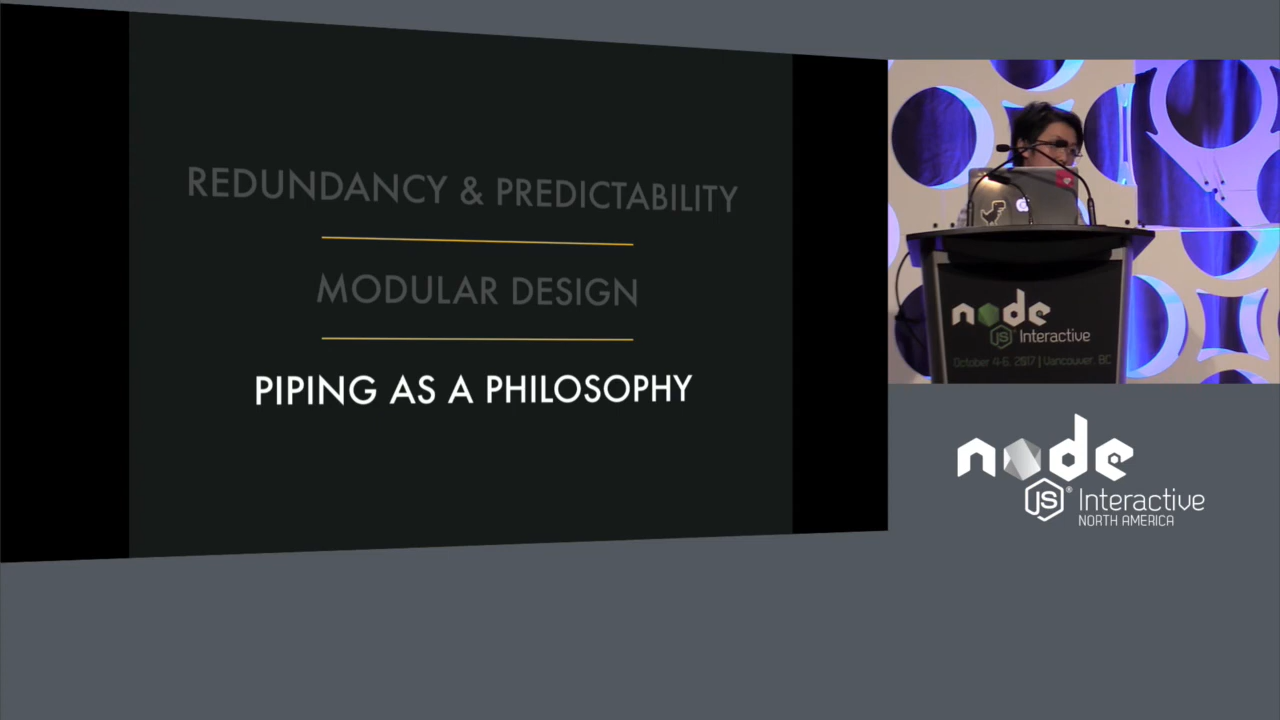 REDUNDANCY & PREDICTABILITY
MODULAR DESIGN
PIPING AS A PHILOSOPHY
node
JS Interactive
October 4-6, 2017 | Vancouver, BC
node
JS® Interactive
NORTH AMERICA